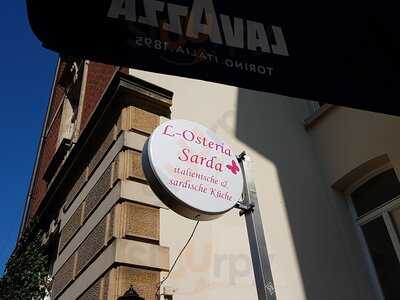 LAVAZZA
TORINO, ITALIA, 1895
L-Osteria
Sarda
italienische &
sardische Küche